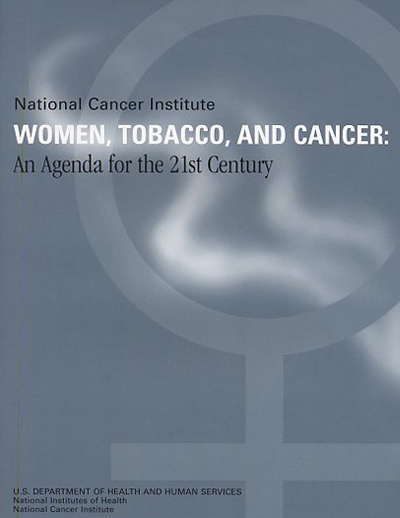 National Cancer Institute
WOMEN, TOBACCO, AND CANCER:
An Agenda for the 21st Century
U.S. DEPARTMENT OF HEALTH AND HUMAN SERVICES
National Institutes of Health
National Cancer Institute